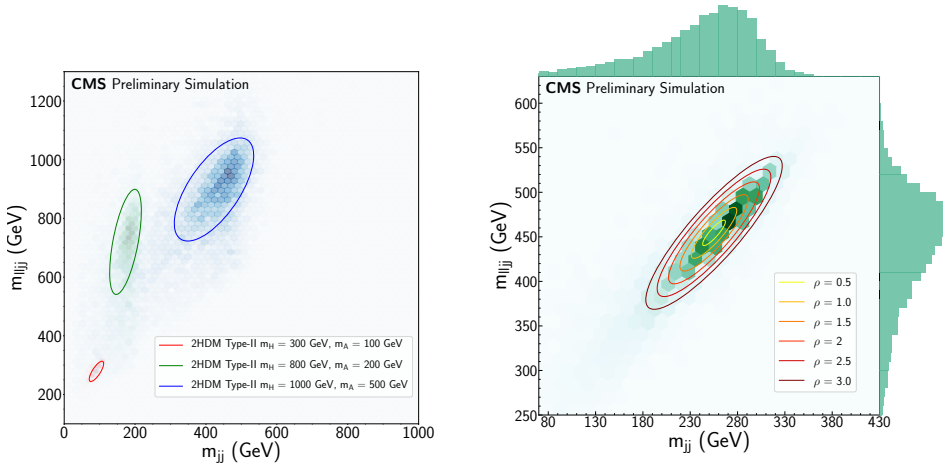 CMS Preliminary Simulation
1200
1000
800
600
400
200
m_lljj (GeV)
2HDM Type-II m_H = 300 GeV, m_A = 100 GeV
2HDM Type-II m_H = 800 GeV, m_A = 200 GeV
2HDM Type-II m_H = 1000 GeV, m_A = 500 GeV
0 200 400 600 800 1000
m_jj (GeV)
CMS Preliminary Simulation
600
550
500
450
400
350
300
250
m_lljj (GeV)
ρ = 0.5
ρ = 1.0
ρ = 1.5
ρ = 2
ρ = 2.5
ρ = 3.0
80 130 180 230 280 330 380 430
m_jj (GeV)